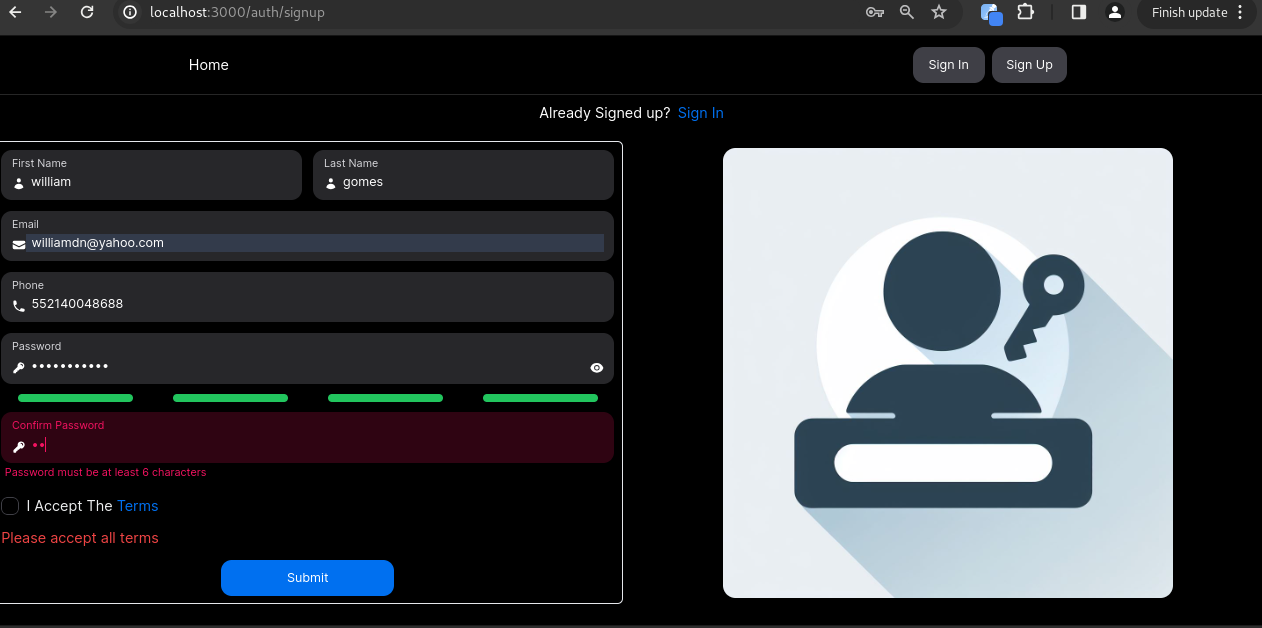 localhost:3000/auth/signup
Finish update
Home
Sign In
Sign Up
Already Signed up? Sign In
First Name
william
Last Name
gomes
Email
williamdn@yahoo.com
Phone
552140048688
Password
•••••••••••
Confirm Password
••
Password must be at least 6 characters
I Accept The Terms
Please accept all terms
Submit